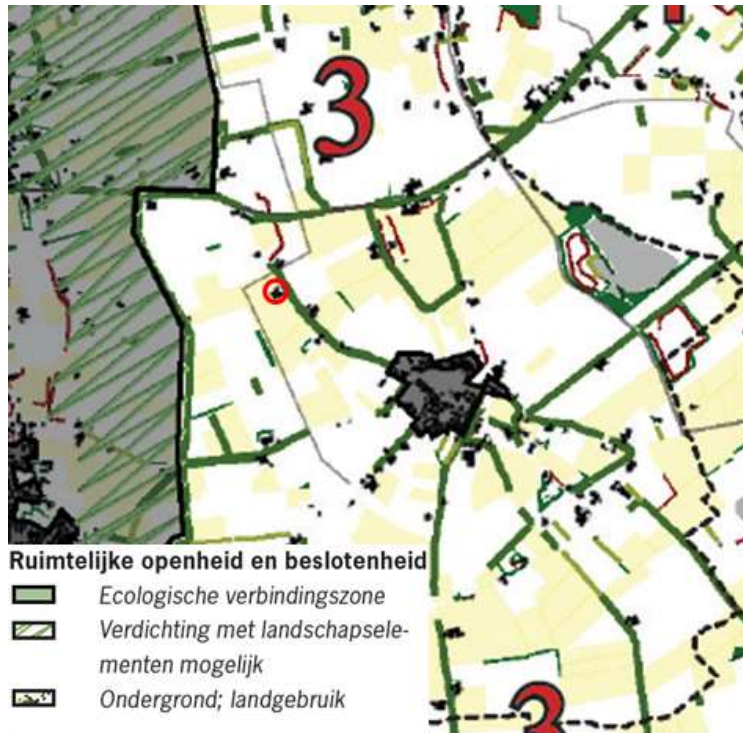 3
Ruimtelijke openheid en beslotenheid
Ecologische verbindingszone
Verdichting met landschapsele-
menten mogelijk
Ondergrond; landgebruik
3